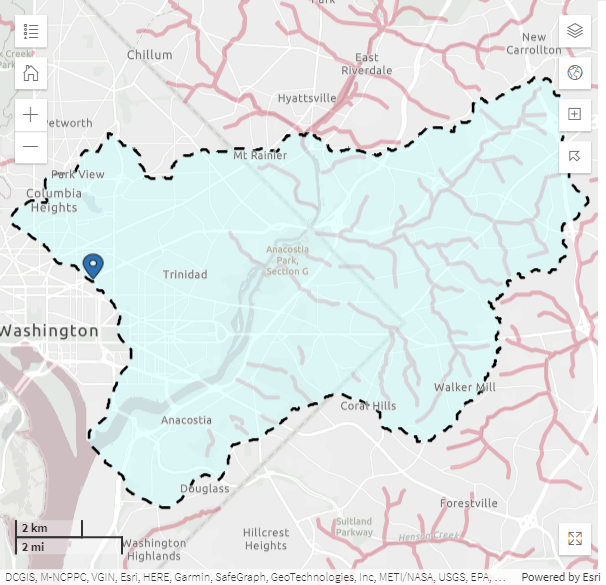 Park
Chillum
New
Carrollton
East
Riverdale
Hyattsville
etworth
Mt Rainier
Park View
Columbia
Heights
Anacostia
Park,
Section G
Trinidad
Washington
Walker Mill
Coral Hills
Anacostia
Douglass
Forestville
Suitland
Parkway
Henson Creek
Hillcrest
Heights
Washington
Highlands
2 km
2 mi
DCGIS, M-NCPPC, VGIN, Esri, HERE, Garmin, SafeGraph, GeoTechnologies, Inc, METI/NASA, USGS, EPA, … Powered by Esri